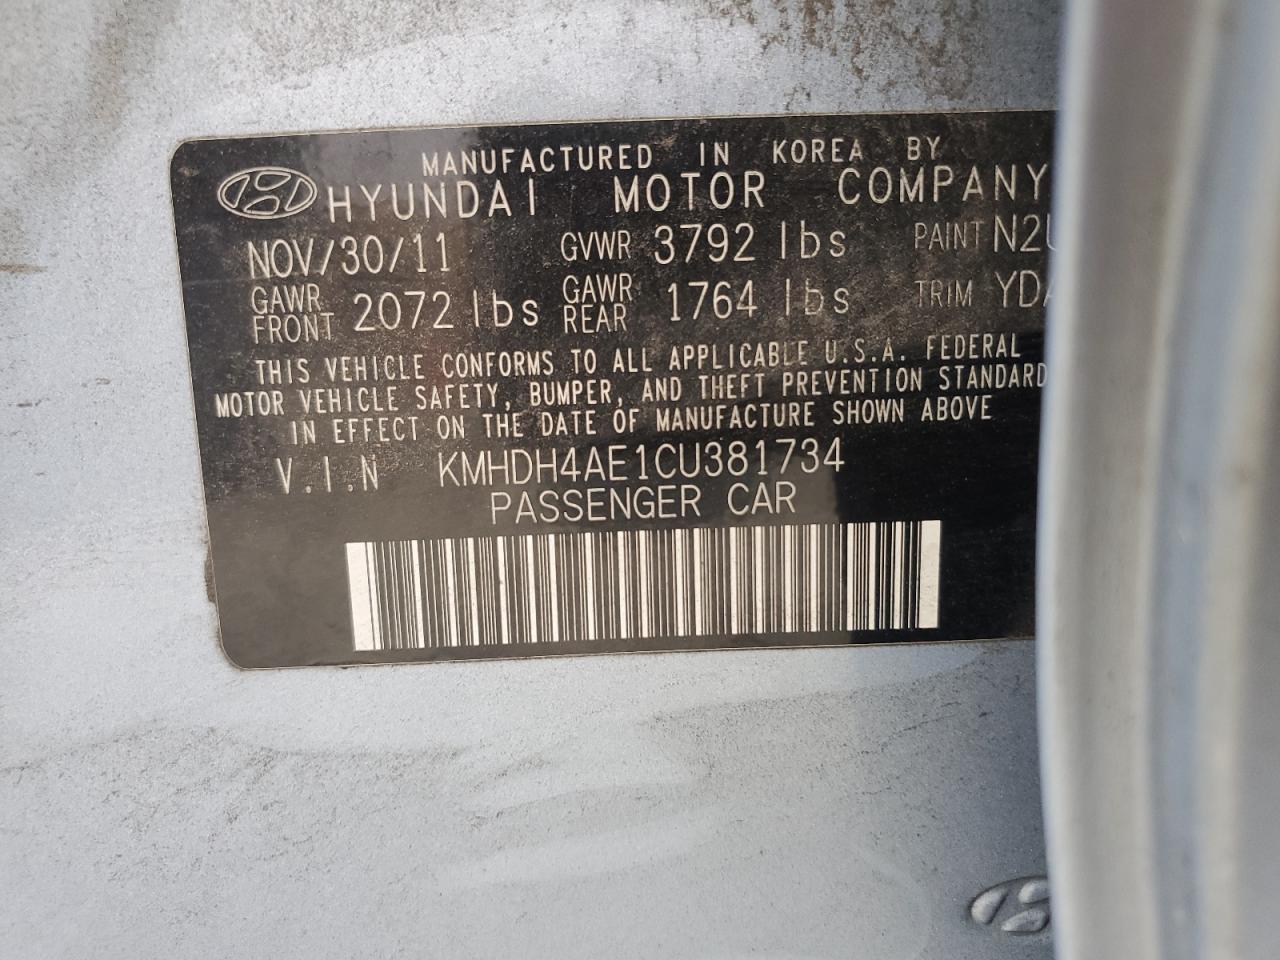 MANUFACTURED IN KOREA BY
HYUNDAI MOTOR COMPANY
NOV/30/11 GVWR 3792 lbs PAINT N2U
GAWR FRONT 2072 lbs GAWR REAR 1764 lbs TRIM YDA
THIS VEHICLE CONFORMS TO ALL APPLICABLE U.S.A. FEDERAL
MOTOR VEHICLE SAFETY, BUMPER, AND THEFT PREVENTION STANDARD
IN EFFECT ON THE DATE OF MANUFACTURE SHOWN ABOVE
V.I.N KMHDH4AE1CU381734
PASSENGER CAR